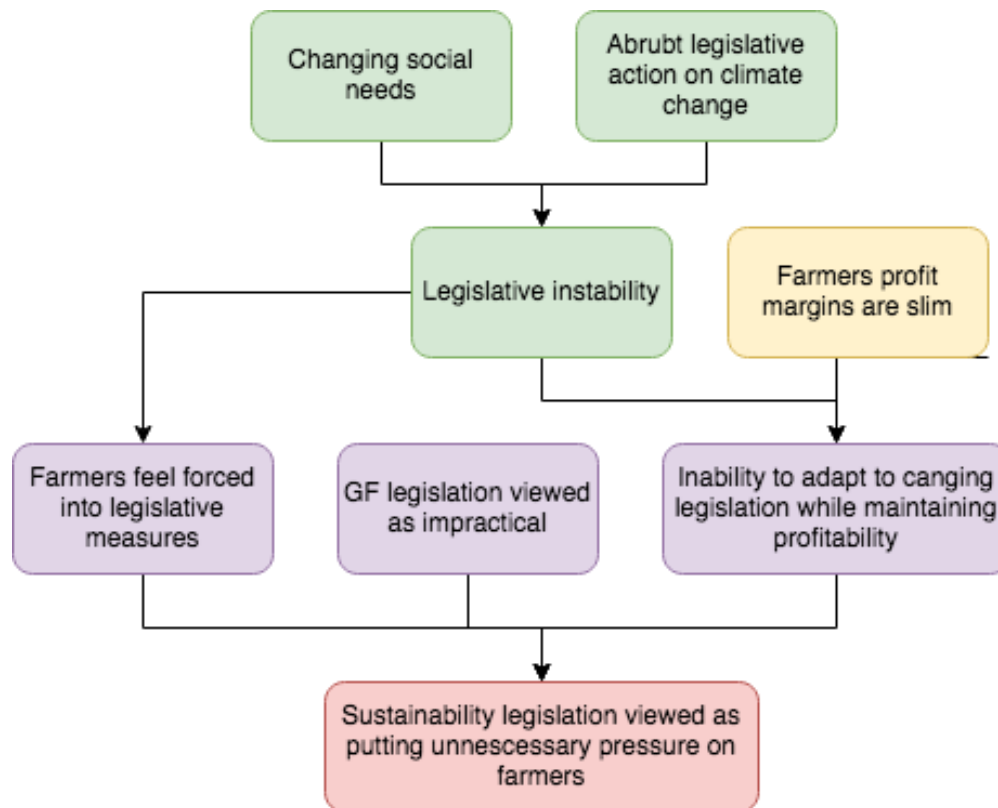 Changing social
needs
Abrubt legislative
action on climate
change
Legislative instability
Farmers profit
margins are slim
Farmers feel forced
into legislative
measures
GF legislation viewed
as impractical
Inability to adapt to canging
legislation while maintaining
profitability
Sustainability legislation viewed as
putting unnescessary pressure on
farmers